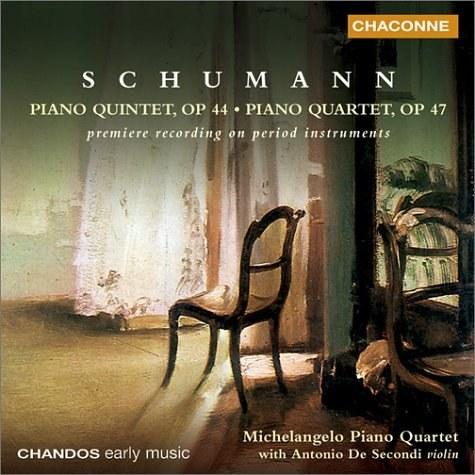 CHACONNE
SCHUMANN
PIANO QUINTET, OP 44 • PIANO QUARTET, OP 47
premiere recording on period instruments
Michelangelo Piano Quartet
with Antonio De Secondi violin
CHANDOS early music